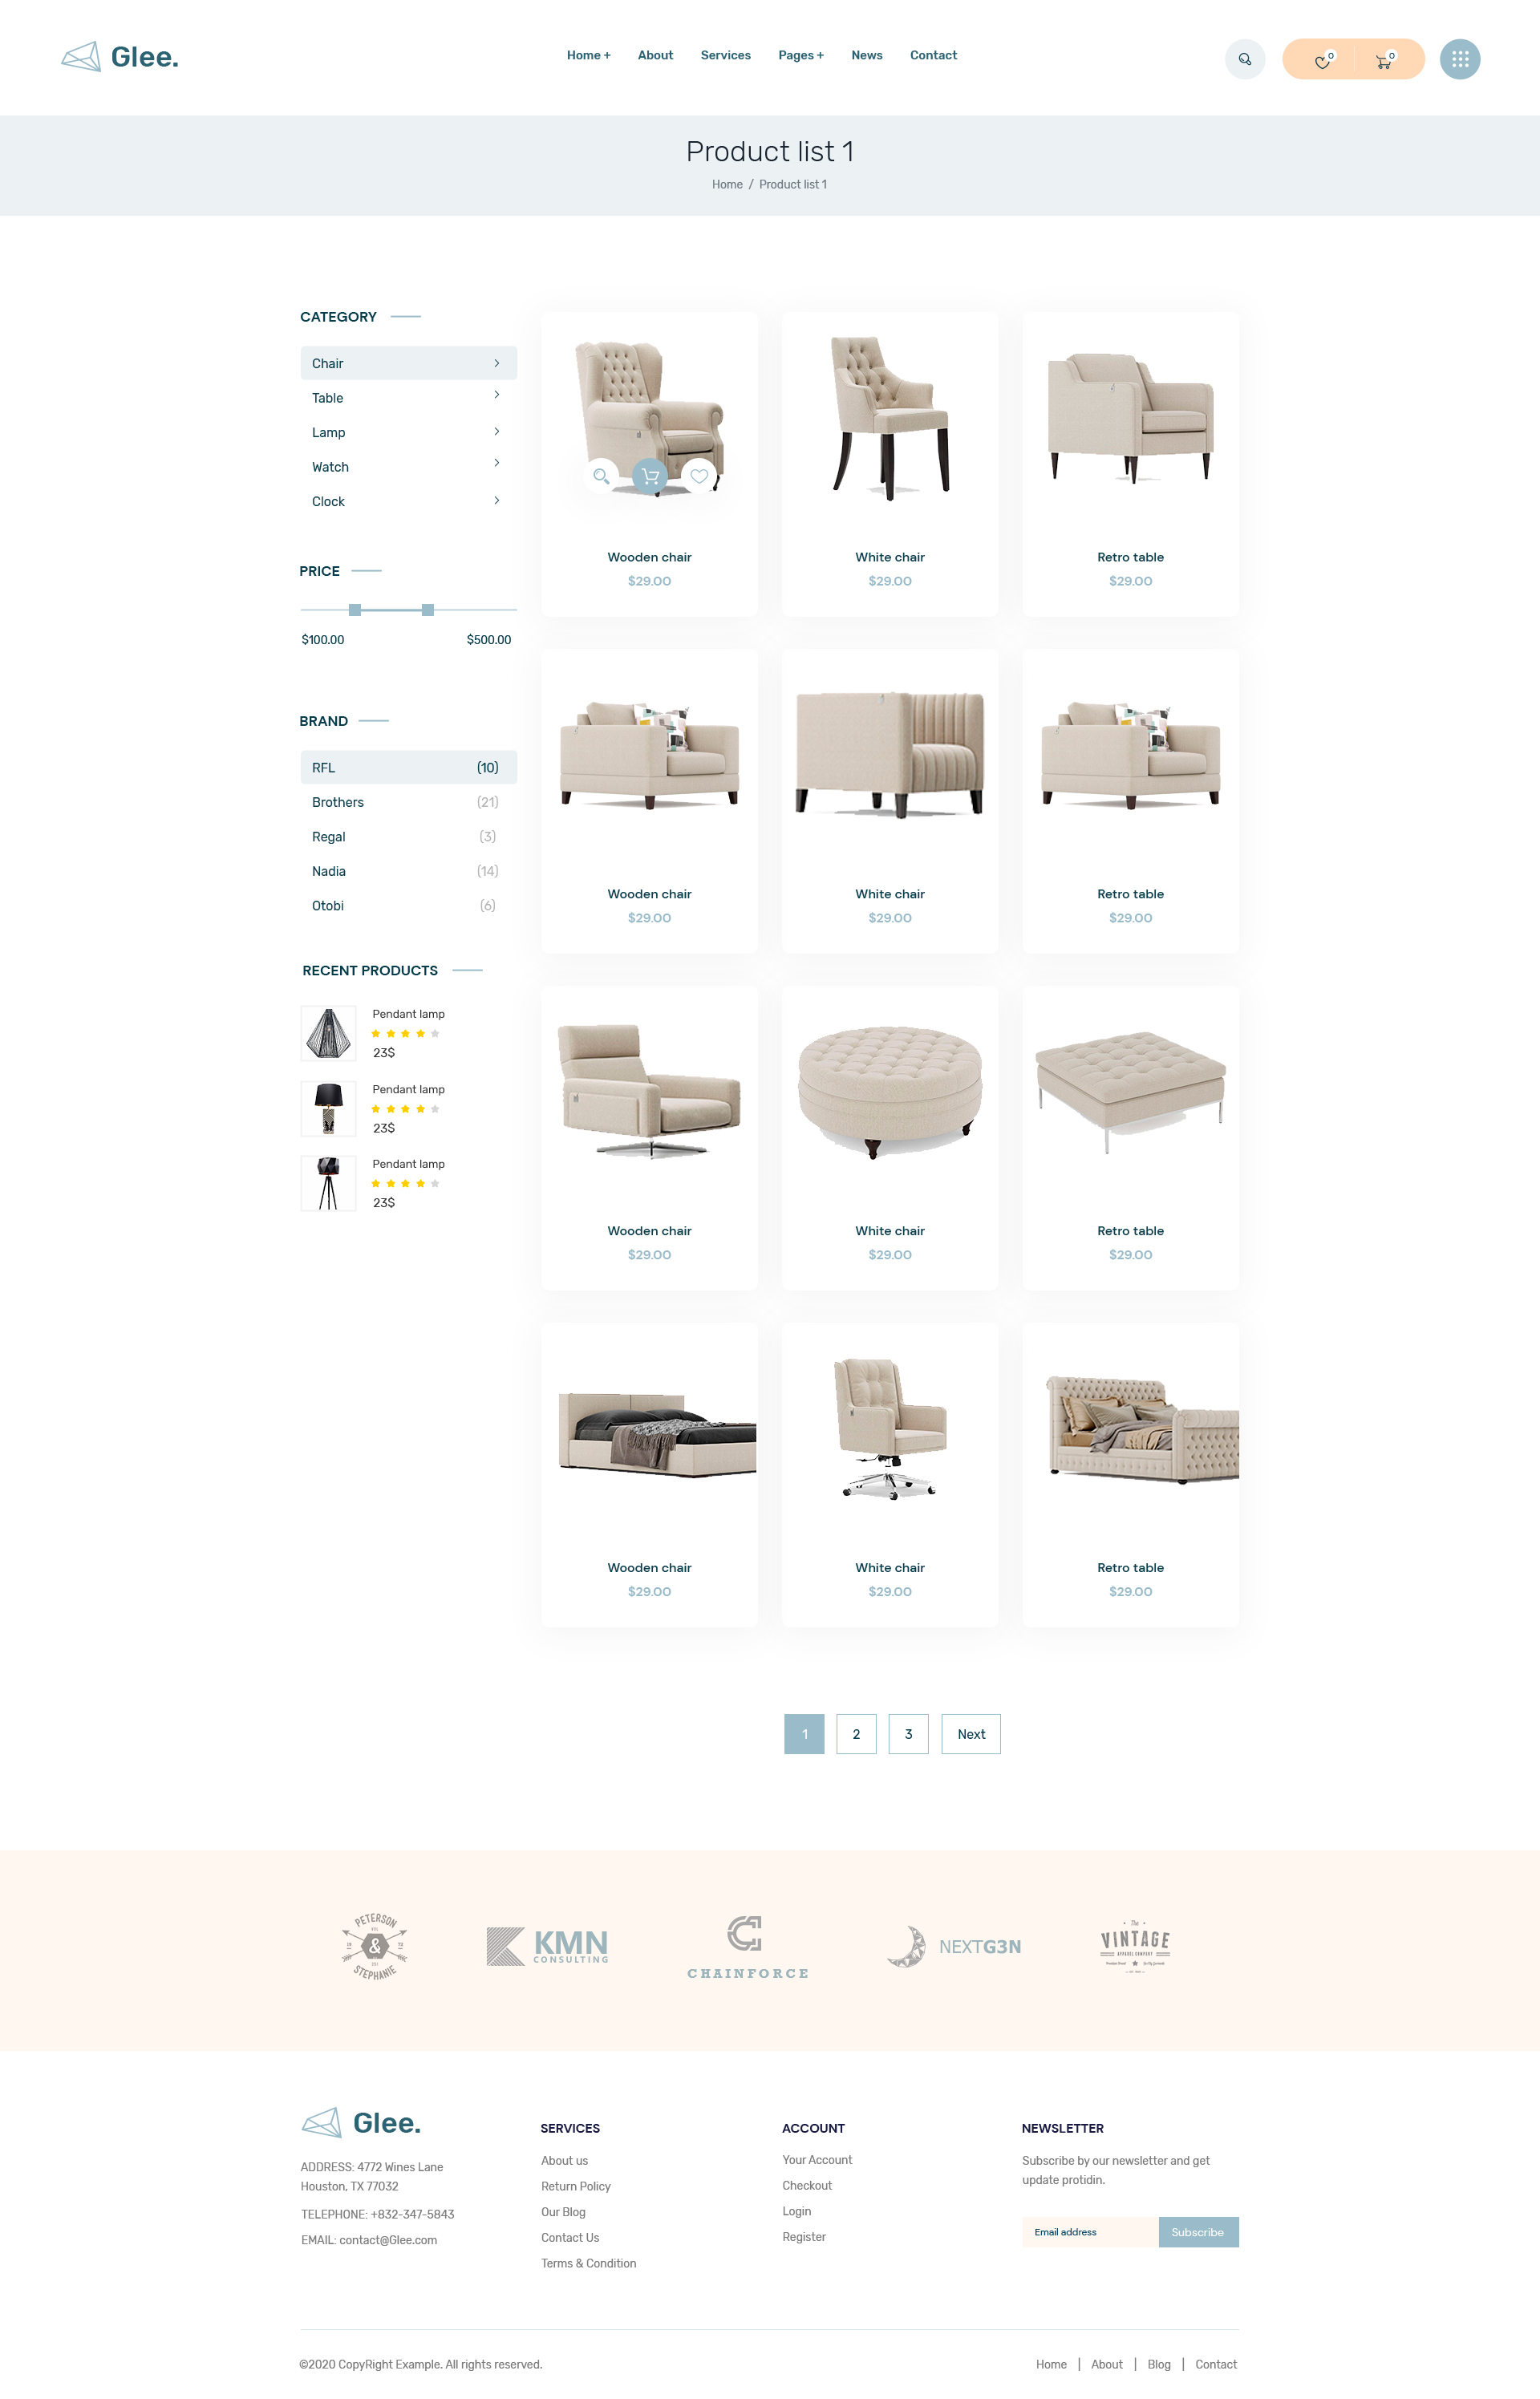 Glee.
Home + About Services Pages + News Contact
0 0
Product list 1
Home / Product list 1
CATEGORY
Chair
Table
Lamp
Watch
Clock
PRICE
$100.00 $500.00
BRAND
RFL (10)
Brothers (21)
Regal (3)
Nadia (14)
Otobi (6)
RECENT PRODUCTS
Pendant lamp
23$
Pendant lamp
23$
Pendant lamp
23$
Wooden chair White chair Retro table
$29.00 $29.00 $29.00
Wooden chair White chair Retro table
$29.00 $29.00 $29.00
Wooden chair White chair Retro table
$29.00 $29.00 $29.00
Wooden chair White chair Retro table
$29.00 $29.00 $29.00
1 2 3 Next
PETERSON
&
STEPHANIE
KMN
CONSULTING
CHAINFORCE
NEXTG3N
The
VINTAGE
APPAREL COMPANY
Glee.
ADDRESS: 4772 Wines Lane
Houston, TX 77032
TELEPHONE: +832-347-5843
EMAIL: contact@Glee.com
SERVICES
About us
Return Policy
Our Blog
Contact Us
Terms & Condition
ACCOUNT
Your Account
Checkout
Login
Register
NEWSLETTER
Subscribe by our newsletter and get
update protidin.
Email address Subscribe
©2020 CopyRight Example. All rights reserved.
Home | About | Blog | Contact